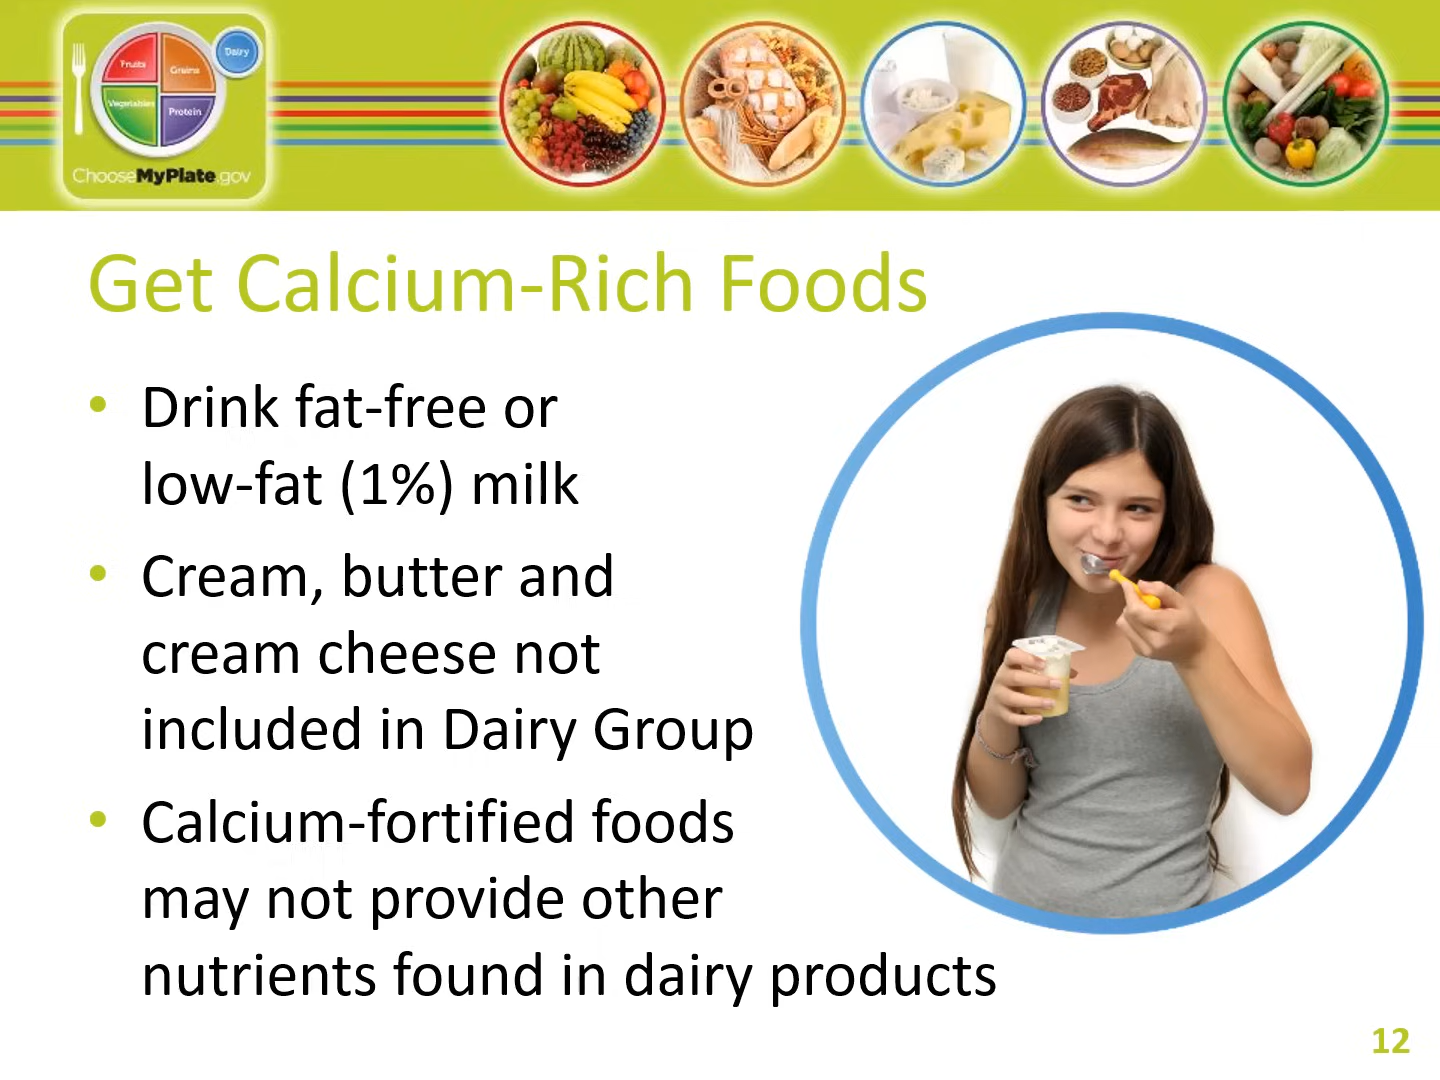 Fruits
Grains
Dairy
Vegetables
Protein
ChooseMyPlate.gov
Get Calcium-Rich Foods
• Drink fat-free or
low-fat (1%) milk
• Cream, butter and
cream cheese not
included in Dairy Group
• Calcium-fortified foods
may not provide other
nutrients found in dairy products
12